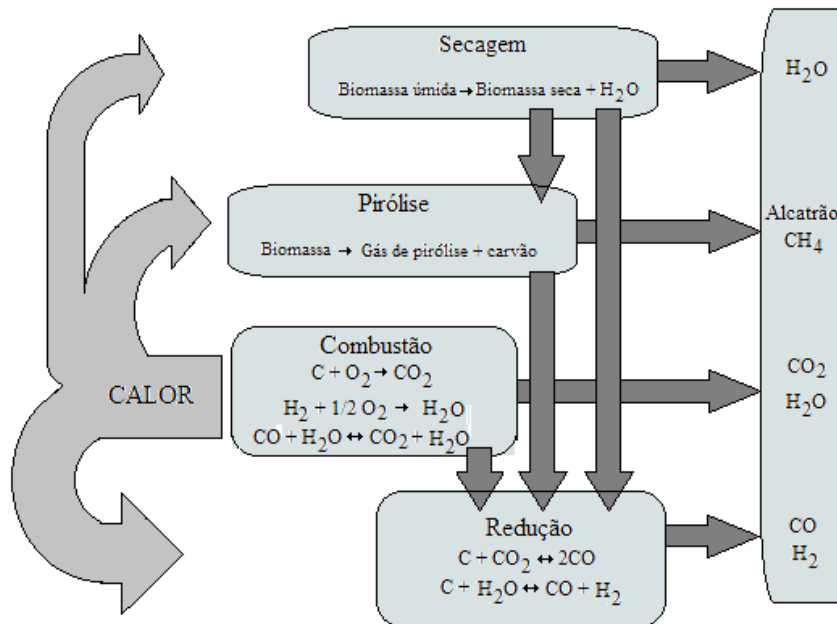 Secagem
Biomassa úmida → Biomassa seca + H₂O
H₂O
Pirólise
Biomassa → Gás de pirólise + carvão
Alcatrão
CH₄
CALOR
Combustão
C + O₂ → CO₂
H₂ + 1/2 O₂ → H₂O
CO + H₂O ↔ CO₂ + H₂O
CO₂
H₂O
Redução
C + CO₂ ↔ 2CO
C + H₂O ↔ CO + H₂
CO
H₂